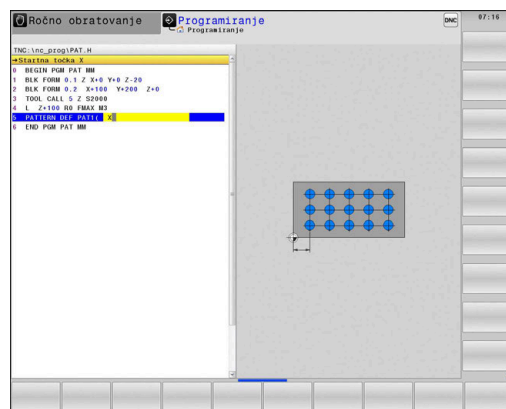 Ročno obratovanje
Programiranje
Programiranje
DNC
07:16
TNC:\nc_prog\PAT.H
→Startna točka X
0 BEGIN PGM PAT MM
1 BLK FORM 0.1 Z X+0 Y+0 Z-20
2 BLK FORM 0.2 X+100 Y+200 Z+0
3 TOOL CALL 5 Z S2000
4 L Z+100 R0 FMAX M3
5 PATTERN DEF PAT1( X
6 END PGM PAT MM